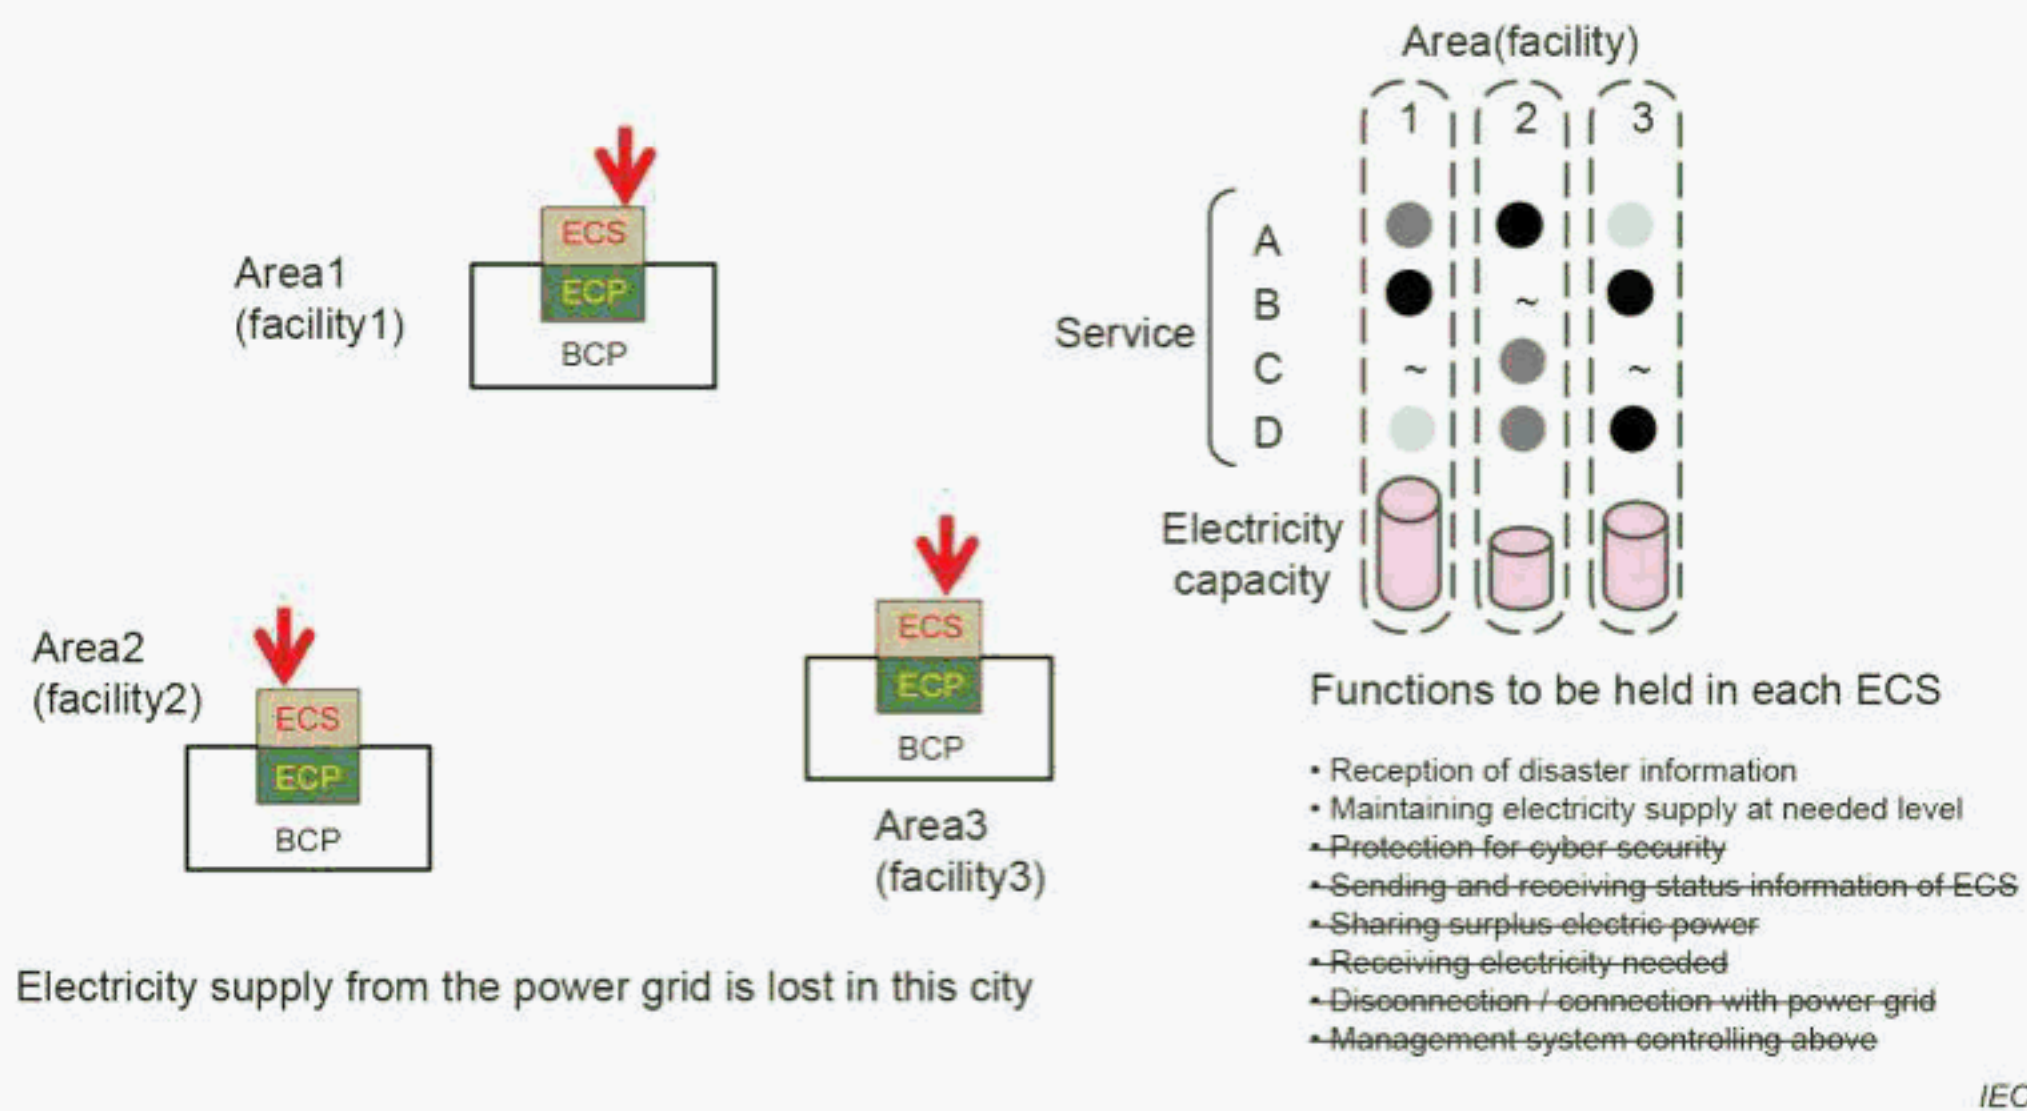 Area(facility)
1 2 3
ECS
ECP
BCP
Area1
(facility1)
Service
A
B ~
C ~ ~
D
Electricity
capacity
Area2
(facility2)
ECS
ECP
BCP
ECS
ECP
BCP
Area3
(facility3)
Electricity supply from the power grid is lost in this city
Functions to be held in each ECS
• Reception of disaster information
• Maintaining electricity supply at needed level
• Protection for cyber security
• Sending and receiving status information of ECS
• Sharing surplus electric power
• Receiving electricity needed
• Disconnection / connection with power grid
• Management system controlling above
IEC